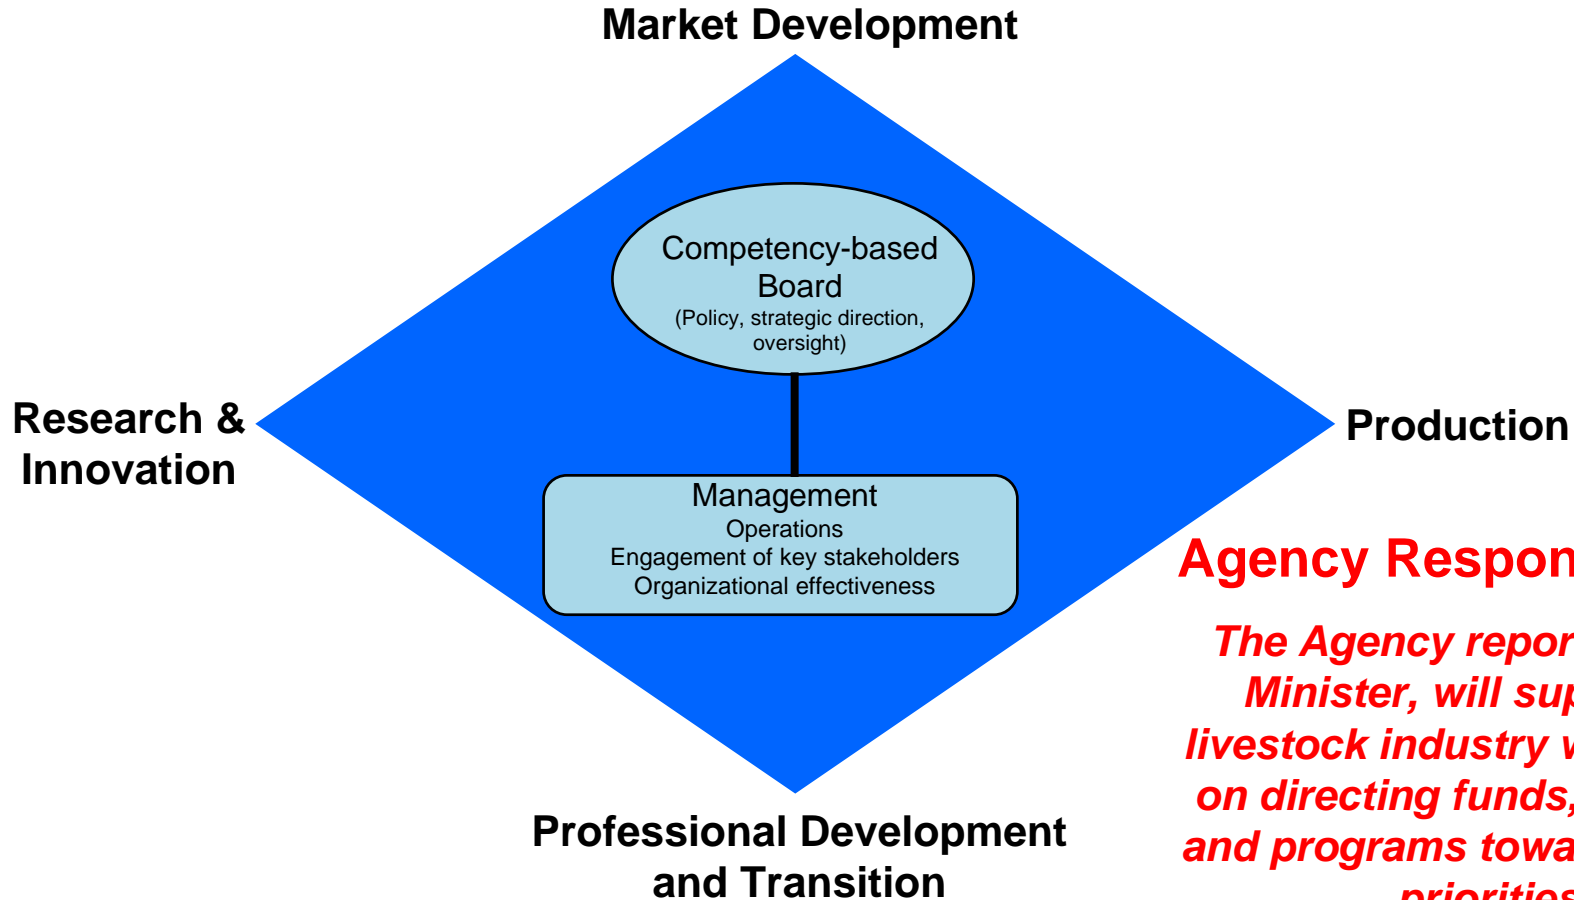 Market Development
Competency-based
Board
(Policy, strategic direction,
oversight)
Research &
Innovation
Production
Management
Operations
Engagement of key stakeholders
Organizational effectiveness
Agency Respon
The Agency repor
Minister, will sup
livestock industry
on directing funds,
and programs towa
priorities
Professional Development
and Transition